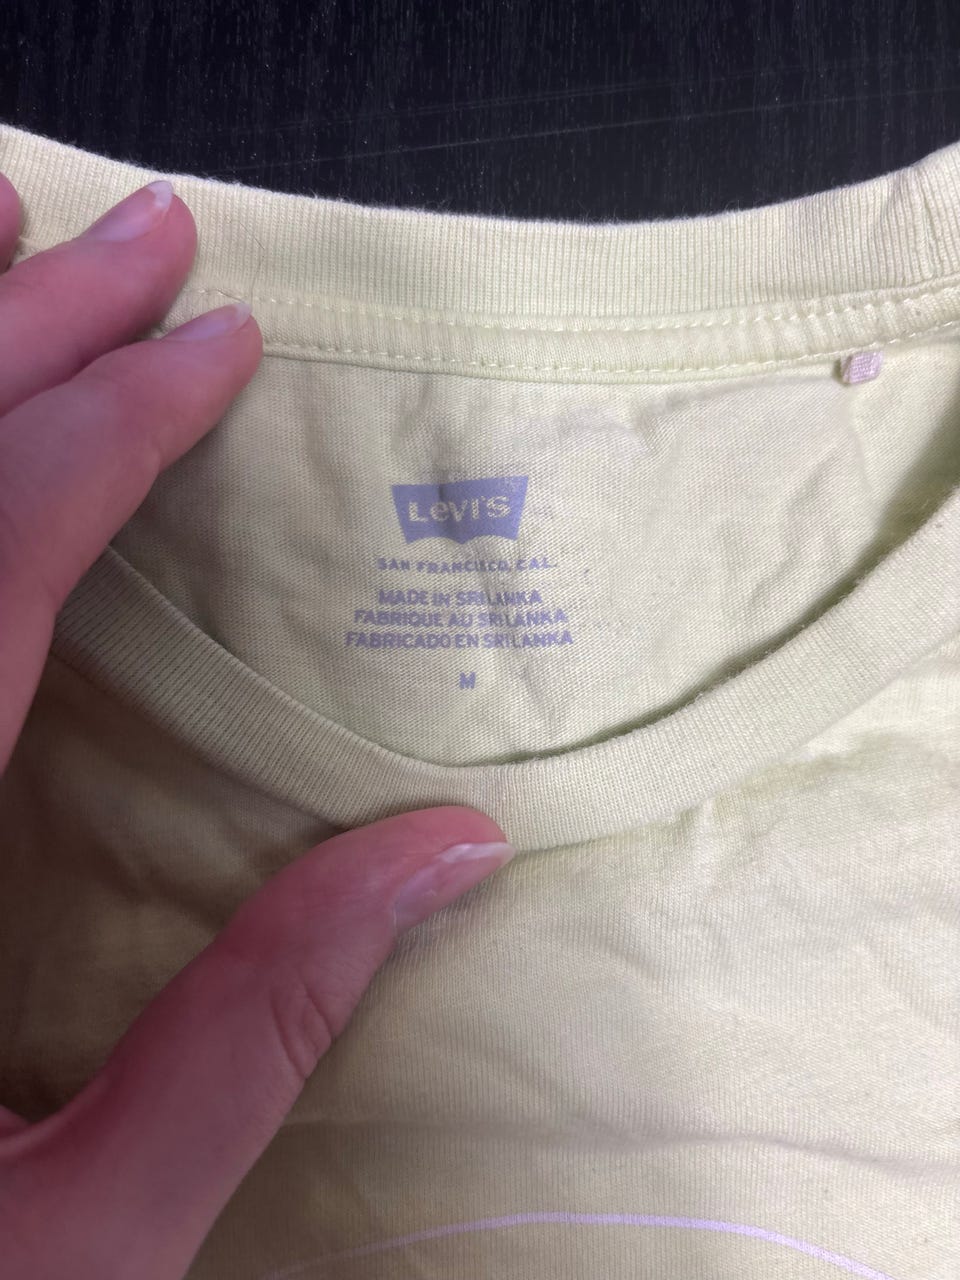 Levi's
SAN FRANCISCO, CAL.
MADE IN SRI LANKA
FABRIQUE AU SRI LANKA
FABRICADO EN SRI LANKA
M